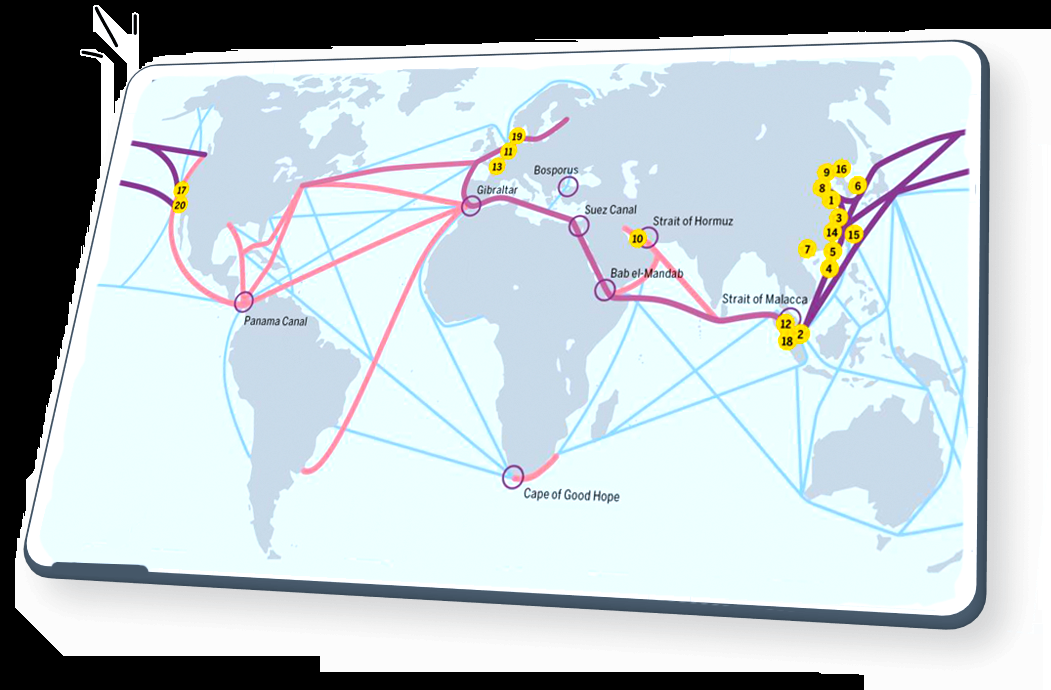 19
11
13
Bosporus
Gibraltar
Suez Canal
Strait of Hormuz
10
Bab el-Mandab
Strait of Malacca
Panama Canal
Cape of Good Hope
17
20
9
16
8
6
1
3
14
15
7
5
4
12
2
18